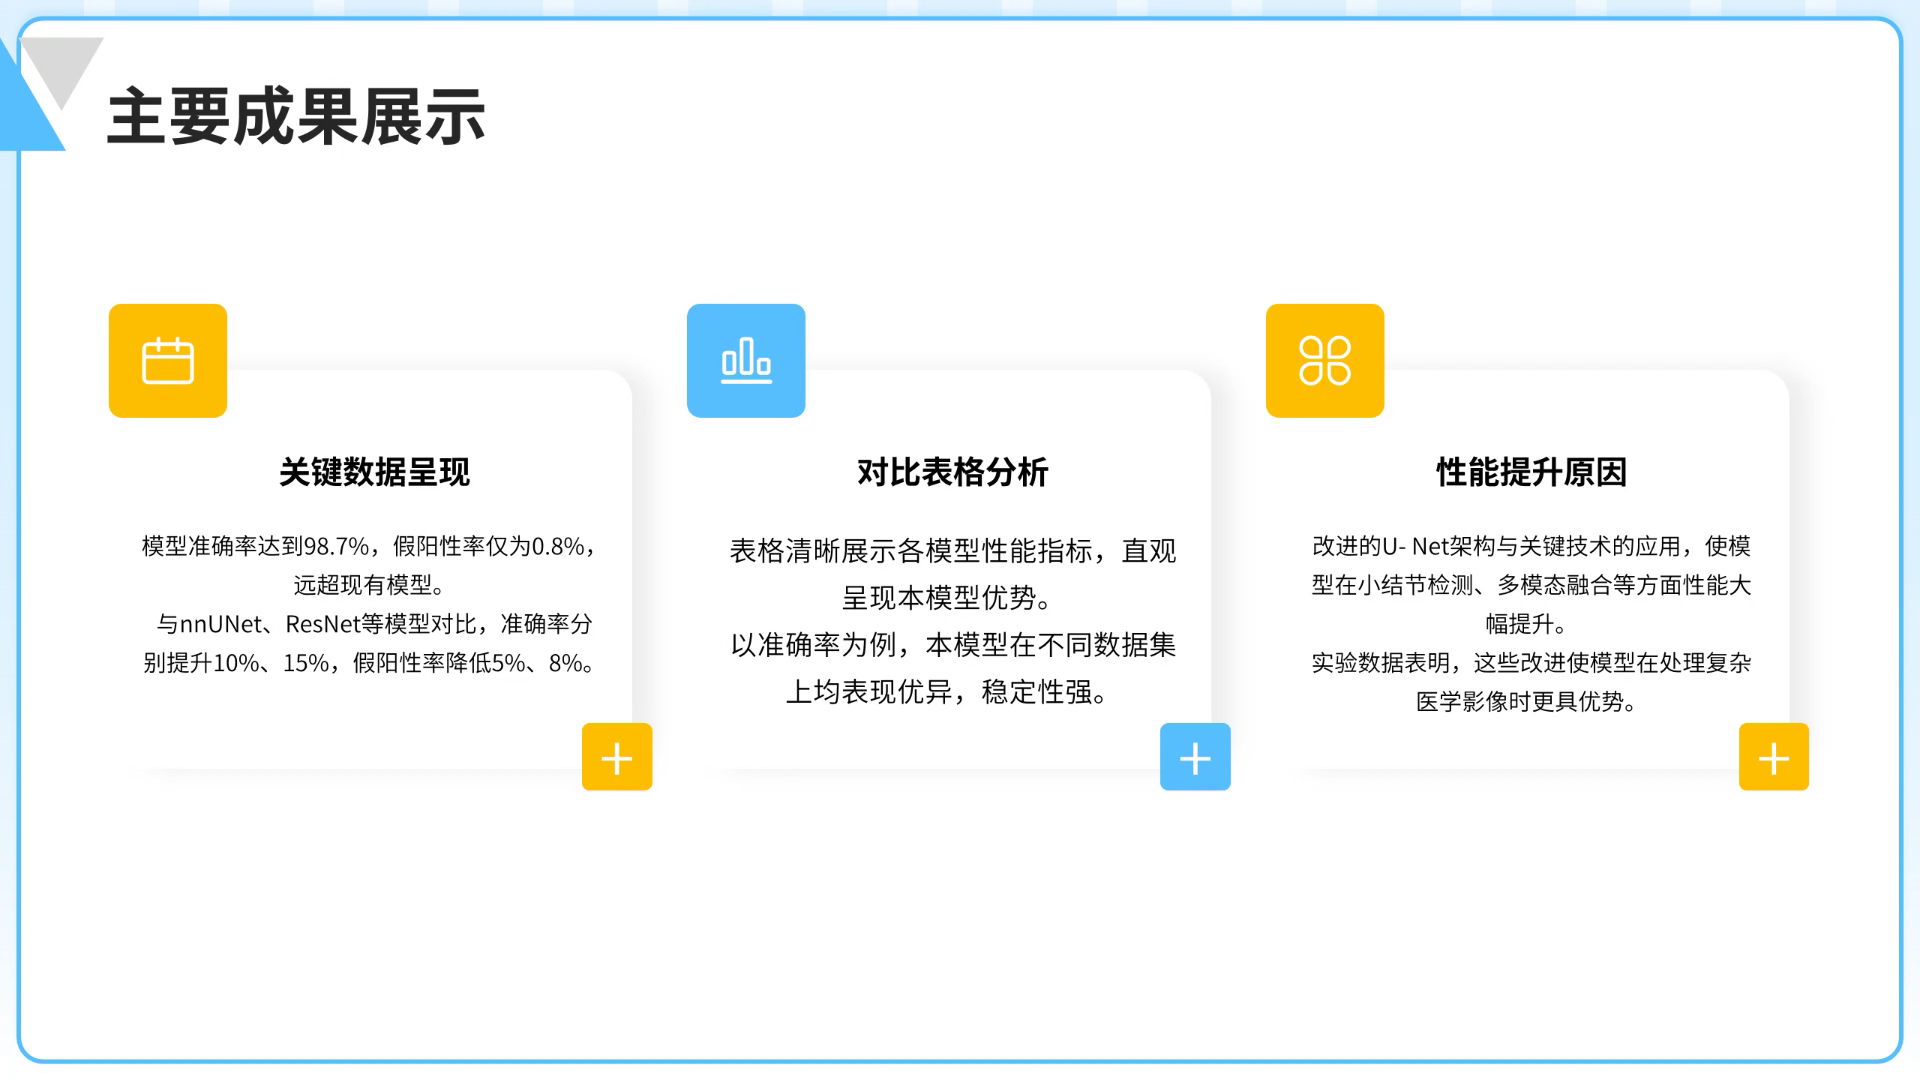 主要成果展示
关键数据呈现
模型准确率达到98.7%，假阳性率仅为0.8%，
远超现有模型。
与nnUNet、ResNet等模型对比，准确率分
别提升10%、15%，假阳性率降低5%、8%。
对比表格分析
表格清晰展示各模型性能指标，直观
呈现本模型优势。
以准确率为例，本模型在不同数据集
上均表现优异，稳定性强。
性能提升原因
改进的U- Net架构与关键技术的应用，使模
型在小结节检测、多模态融合等方面性能大
幅提升。
实验数据表明，这些改进使模型在处理复杂
医学影像时更具优势。